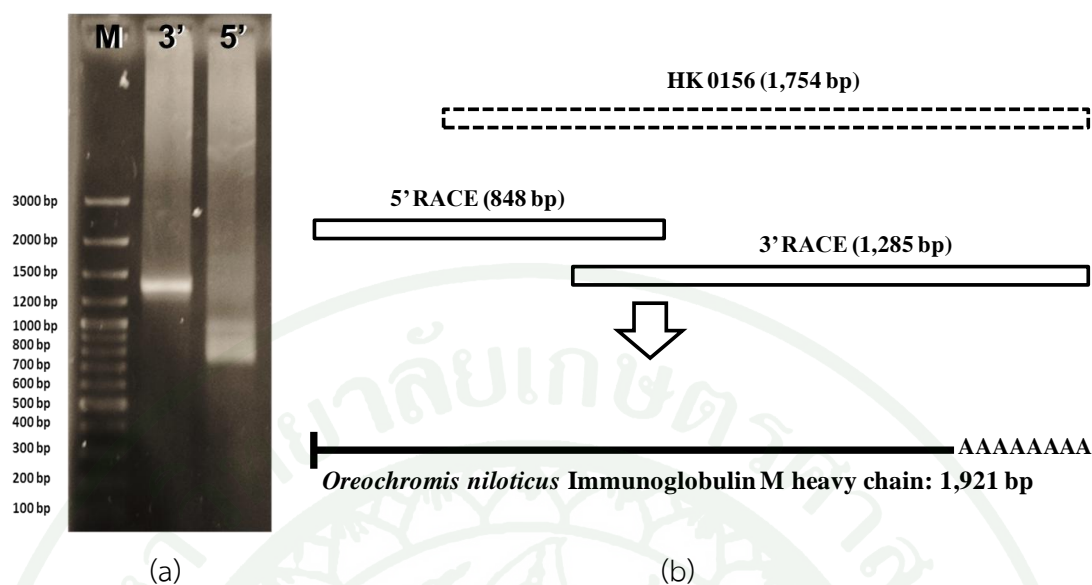 M 3’ 5’
3000 bp
2000 bp
1500 bp
1200 bp
1000 bp
800 bp
700 bp
600 bp
500 bp
400 bp
300 bp
200 bp
100 bp
(a)
HK 0156 (1,754 bp)
5’ RACE (848 bp)
3’ RACE (1,285 bp)
AAAAAAAA
Oreochromis niloticus Immunoglobulin M heavy chain: 1,921 bp
(b)